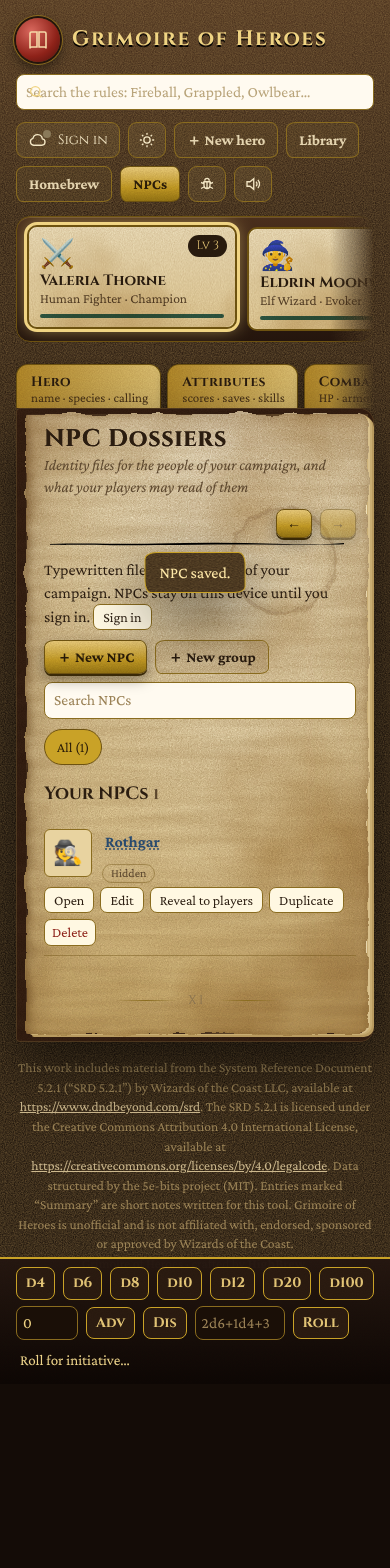 Grimoire of Heroes
Search the rules: Fireball, Grappled, Owlbear...
Sign in
+ New hero
Library
Homebrew
NPCs
Lv 3
Valeria Thorne
Human Fighter · Champion
Eldrin Moon
Elf Wizard · Evoker
Hero
name · species · calling
Attributes
scores · saves · skills
Comba
HP · armo
NPC Dossiers
Identity files for the people of your campaign, and
what your players may read of them
←
→
Typewritten file of your
campaign. NPCs stay on this device until you
sign in. Sign in
NPC saved.
+ New NPC
+ New group
Search NPCs
All (1)
Your NPCs 1
Rothgar
Hidden
Open
Edit
Reveal to players
Duplicate
Delete
XI
This work includes material from the System Reference Document
5.2.1 (“SRD 5.2.1”) by Wizards of the Coast LLC, available at
https://www.dndbeyond.com/srd. The SRD 5.2.1 is licensed under
the Creative Commons Attribution 4.0 International License,
available at
https://creativecommons.org/licenses/by/4.0/legalcode. Data
structured by the 5e-bits project (MIT). Entries marked
“Summary” are short notes written for this tool. Grimoire of
Heroes is unofficial and is not affiliated with, endorsed, sponsored
or approved by Wizards of the Coast.
D4
D6
D8
D10
D12
D20
D100
0
Adv
Dis
2d6+1d4+3
Roll
Roll for initiative...